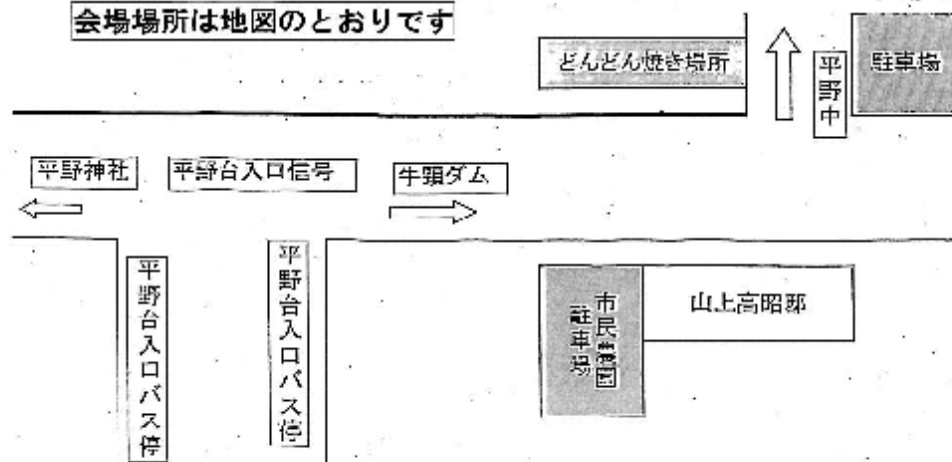 会場場所は地図のとおりです
どんどん焼き場所
平野中
駐車場
平野神社
平野台入口信号
牛頸ダム
平野台入口バス停
平野台入口バス停
市民農園
駐車場
山上高昭邸